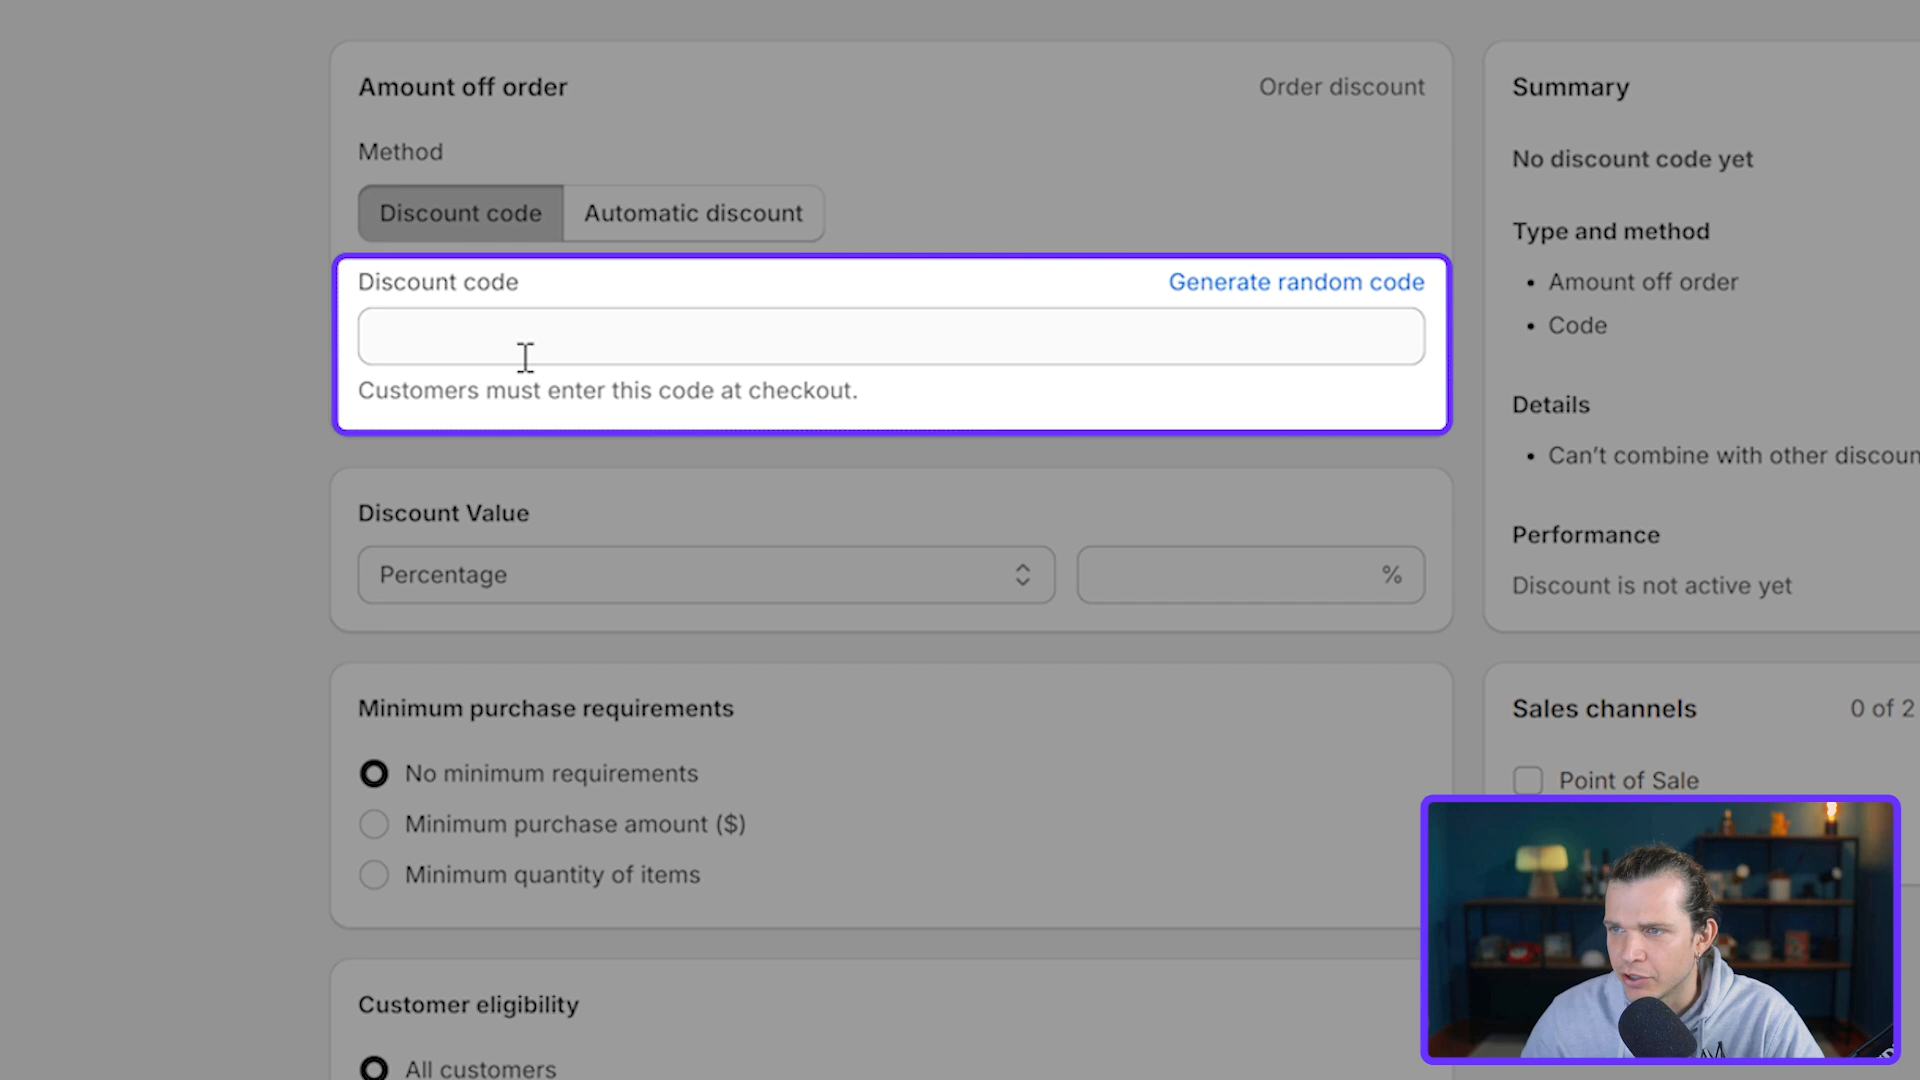 Amount off order
Order discount
Method
Discount code
Automatic discount
Discount code
Generate random code
Customers must enter this code at checkout.
Discount Value
Percentage
%
Minimum purchase requirements
No minimum requirements
Minimum purchase amount ($)
Minimum quantity of items
Customer eligibility
All customers
Summary
No discount code yet
Type and method
• Amount off order
• Code
Details
• Can’t combine with other discoun
Performance
Discount is not active yet
Sales channels
0 of 2
Point of Sale